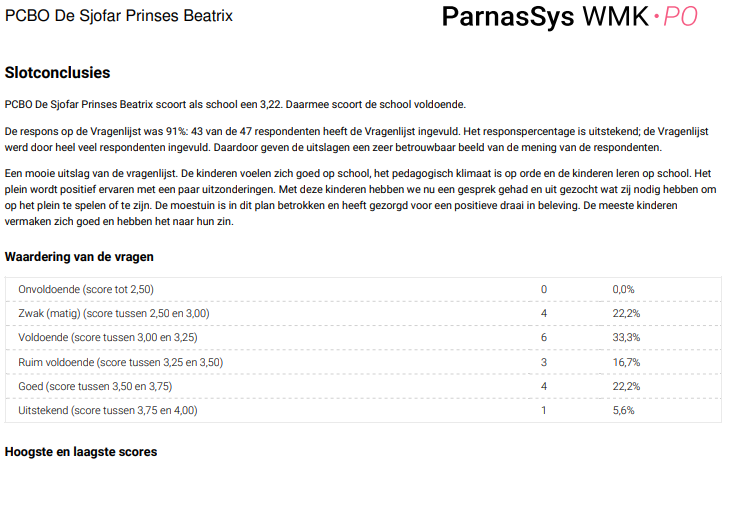 PCBO De Sjofar Prinses Beatrix
ParnasSys WMK · PO
Slotconclusies
PCBO De Sjofar Prinses Beatrix scoort als school een 3,22. Daarmee scoort de school voldoende.
De respons op de Vragenlijst was 91%: 43 van de 47 respondenten heeft de Vragenlijst ingevuld. Het responspercentage is uitstekend; de Vragenlijst
werd door heel veel respondenten ingevuld. Daardoor geven de uitslagen een zeer betrouwbaar beeld van de mening van de respondenten.
Een mooie uitslag van de vragenlijst. De kinderen voelen zich goed op school, het pedagogisch klimaat is op orde en de kinderen leren op school. Het
plein wordt positief ervaren met een paar uitzonderingen. Met deze kinderen hebben we nu een gesprek gehad en uit gezocht wat zij nodig hebben om
op het plein te spelen of te zijn. De moestuin is in dit plan betrokken en heeft gezorgd voor een positieve draai in beleving. De meeste kinderen
vermaken zich goed en hebben het naar hun zin.
Waardering van de vragen
Onvoldoende (score tot 2,50) 0 0,0%
Zwak (matig) (score tussen 2,50 en 3,00) 4 22,2%
Voldoende (score tussen 3,00 en 3,25) 6 33,3%
Ruim voldoende (score tussen 3,25 en 3,50) 3 16,7%
Goed (score tussen 3,50 en 3,75) 4 22,2%
Uitstekend (score tussen 3,75 en 4,00) 1 5,6%
Hoogste en laagste scores